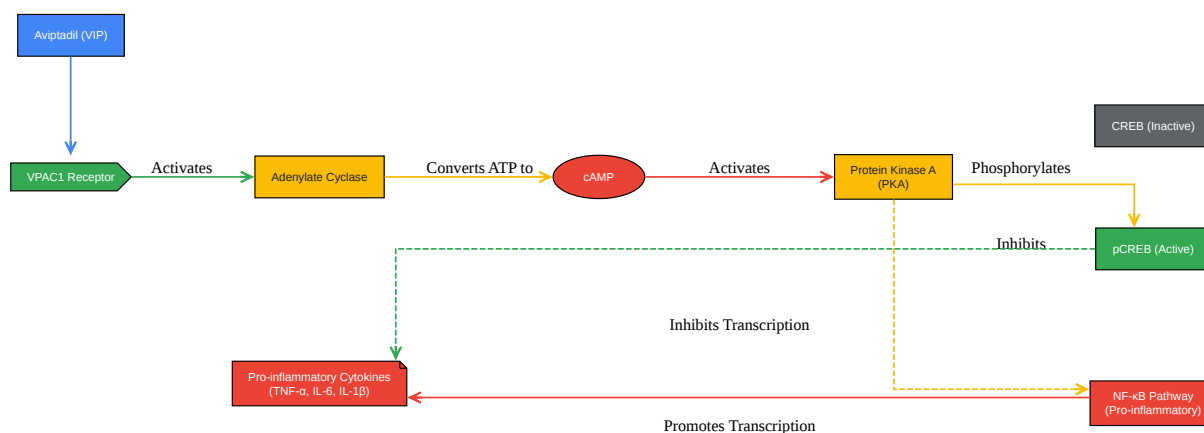 Aviptadil (VIP)
CREB (Inactive)
VPAC1 Receptor
Activates
Adenylate Cyclase
Converts ATP to
cAMP
Activates
Protein Kinase A
(PKA)
Phosphorylates
Inhibits
pCREB (Active)
Inhibits Transcription
Pro-inflammatory Cytokines
(TNF-α, IL-6, IL-1β)
NF-κB Pathway
(Pro-inflammatory)
Promotes Transcription